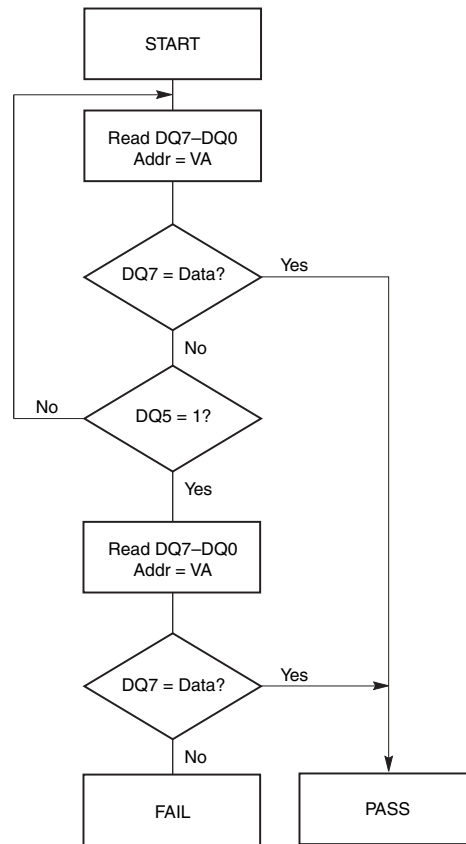 START
Read DQ7–DQ0
Addr = VA
DQ7 = Data?
Yes
No
No
DQ5 = 1?
Yes
Read DQ7–DQ0
Addr = VA
DQ7 = Data?
Yes
No
FAIL
PASS